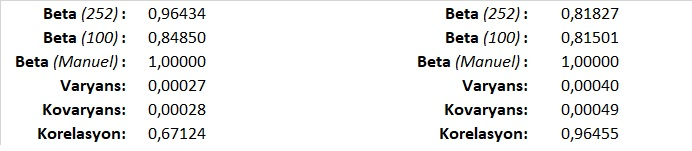 Beta (252) : 0,96434 Beta (252) : 0,81827
Beta (100) : 0,84850 Beta (100) : 0,81501
Beta (Manuel) : 1,00000 Beta (Manuel) : 1,00000
Varyans: 0,00027 Varyans: 0,00040
Kovaryans: 0,00028 Kovaryans: 0,00049
Korelasyon: 0,67124 Korelasyon: 0,96455